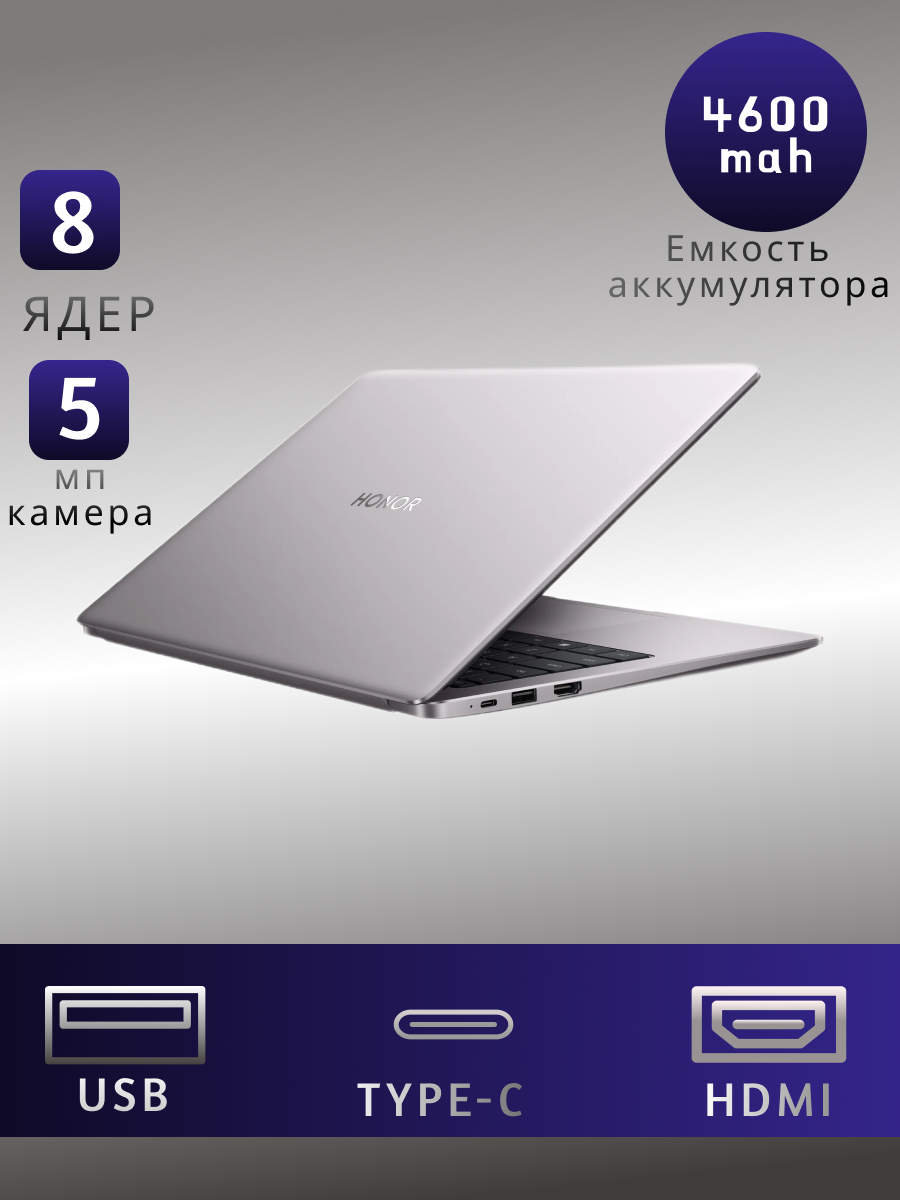 4600
mah
Емкость
аккумулятора
8
ЯДЕР
5
мп
камера
HONOR
USB
TYPE-C
HDMI